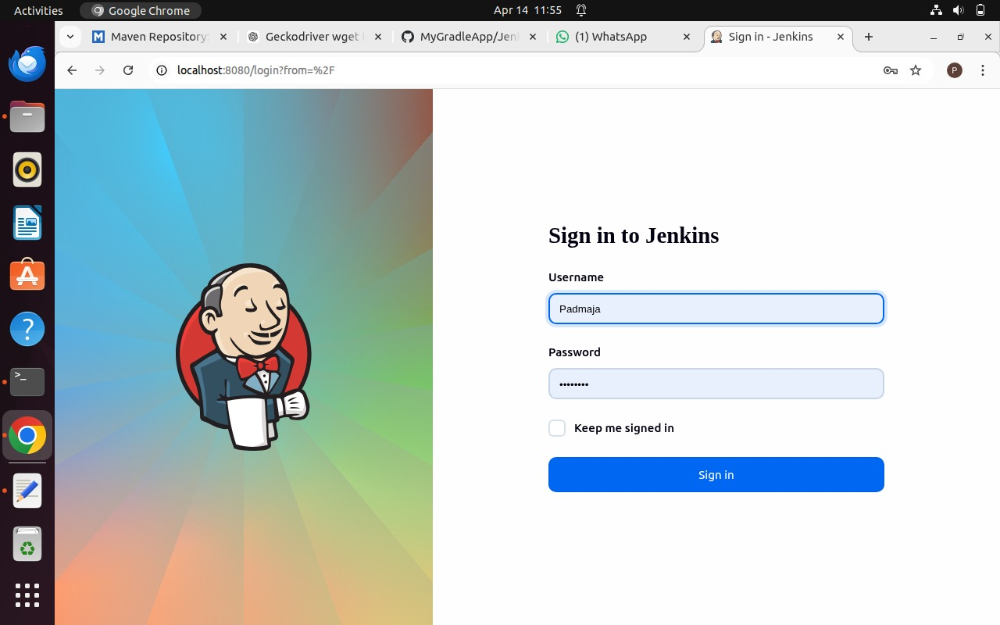 Activities
Google Chrome
Apr 14 11:55
Maven Repository:
Geckodriver wget
MyGradleApp/Jenk
(1) WhatsApp
Sign in - Jenkins
localhost:8080/login?from=%2F
P
Sign in to Jenkins
Username
Padmaja
Password
••••••••
Keep me signed in
Sign in